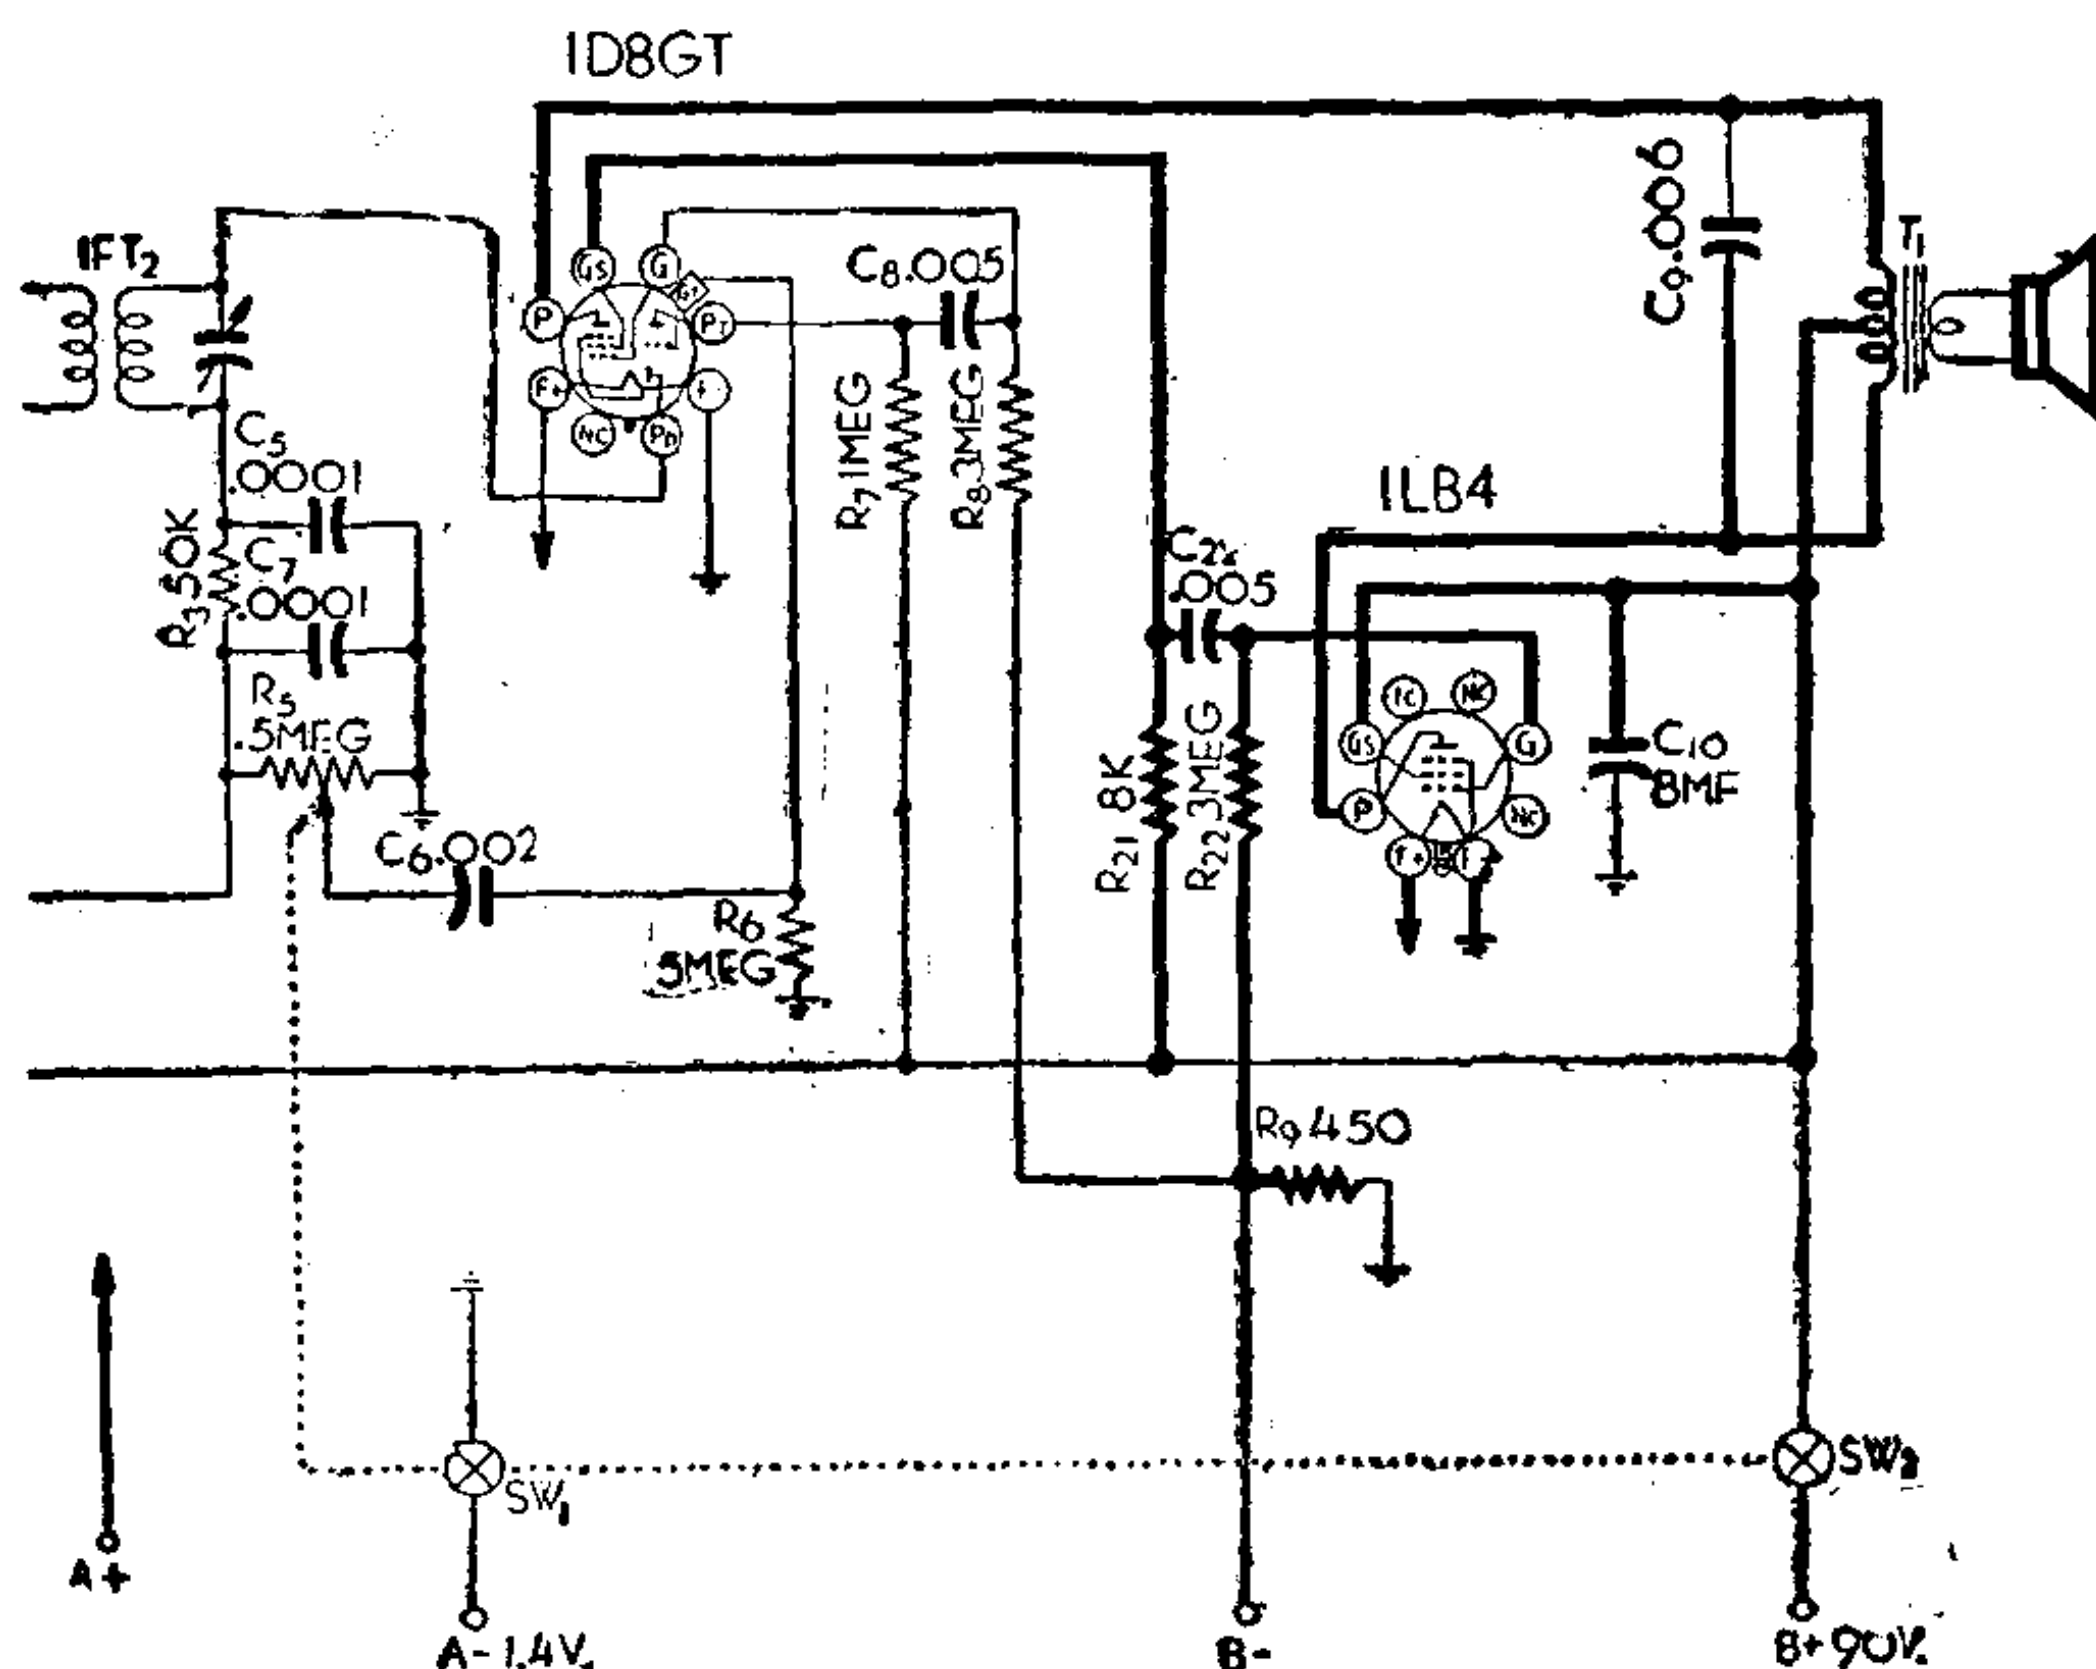 1D8GT
IFT2
GS
G
GT
P
PT
F+
F-
NC
PD
C8 .005
R7 1MEG
R8 3MEG
C9 .006
T1
C5
.0001
R3 50K
C7
.0001
R5
.5MEG
C6 .002
R6
5MEG
1LB4
.005
R21 8K
R22 3MEG
NC
GS
G
P
NC
F+
C10
8MF
R9 450
SW1
A+
A- 1.4V.
B-
B+ 90V.